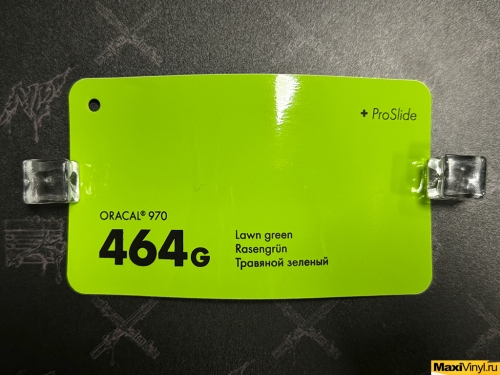 + ProSlide
ORACAL® 970
464G
Lawn green
Rasengrün
Травяной зеленый
MaxiVinyl.ru